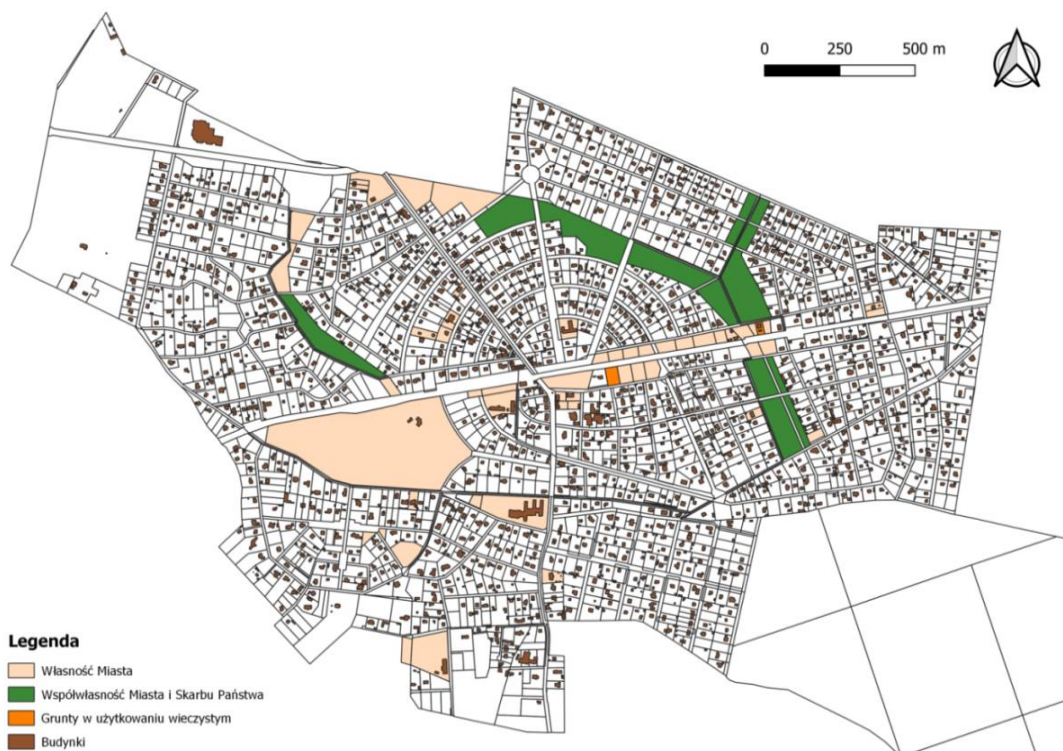 0 250 500 m
Legenda
Własność Miasta
Współwłasność Miasta i Skarbu Państwa
Grunty w użytkowaniu wieczystym
Budynki